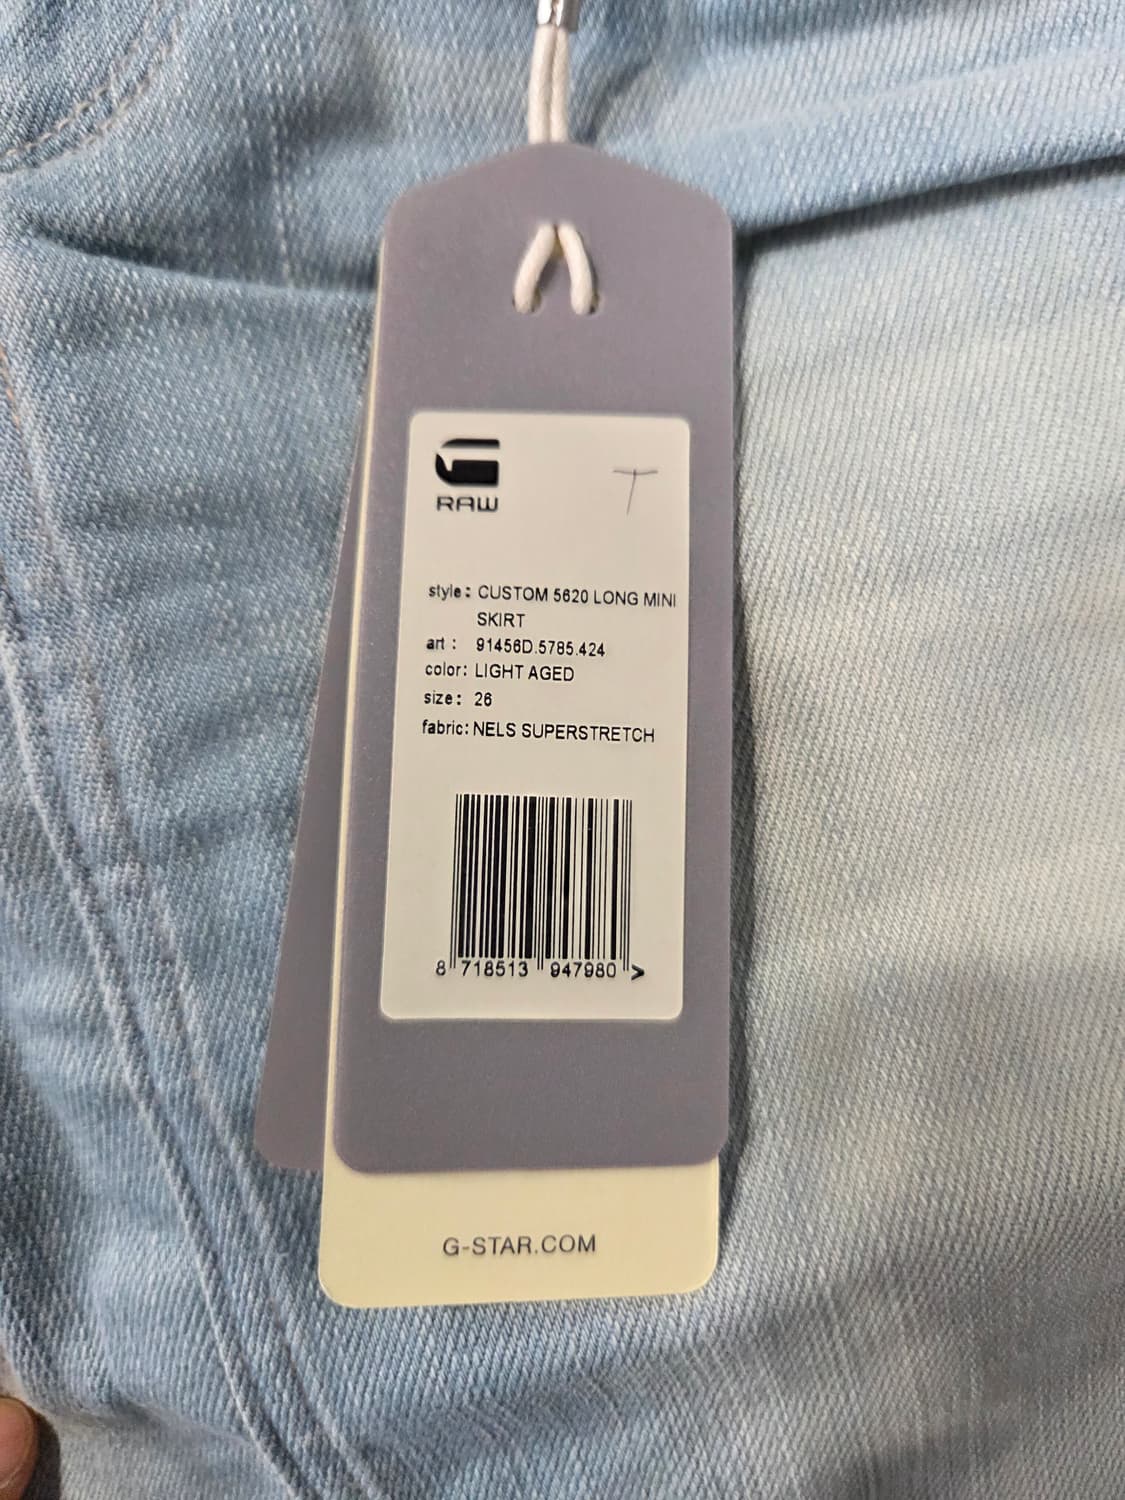 RAW
T
style: CUSTOM 5620 LONG MINI
SKIRT
art : 91456D.5785.424
color: LIGHT AGED
size: 26
fabric: NELS SUPERSTRETCH
8 718513 947980 >
G-STAR.COM